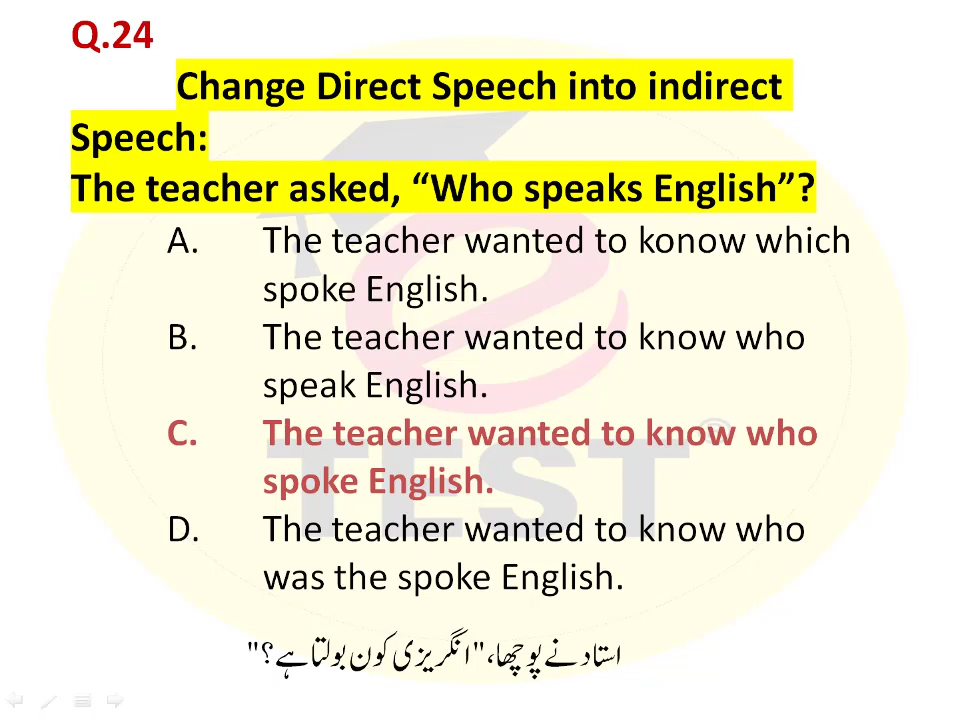 Q.24
Change Direct Speech into indirect
Speech:
The teacher asked, “Who speaks English”?
A. The teacher wanted to konow which
spoke English.
B. The teacher wanted to know who
speak English.
C. The teacher wanted to know who
spoke English.
D. The teacher wanted to know who
was the spoke English.
استاد نے پوچھا، "انگریزی کون بولتا ہے؟"
TEST ®